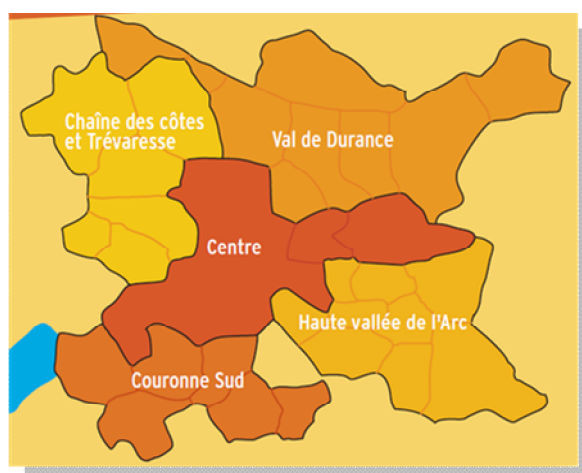 Chaîne des côtes
et Trévaresse
Val de Durance
Centre
Haute vallée de l'Arc
Couronne Sud